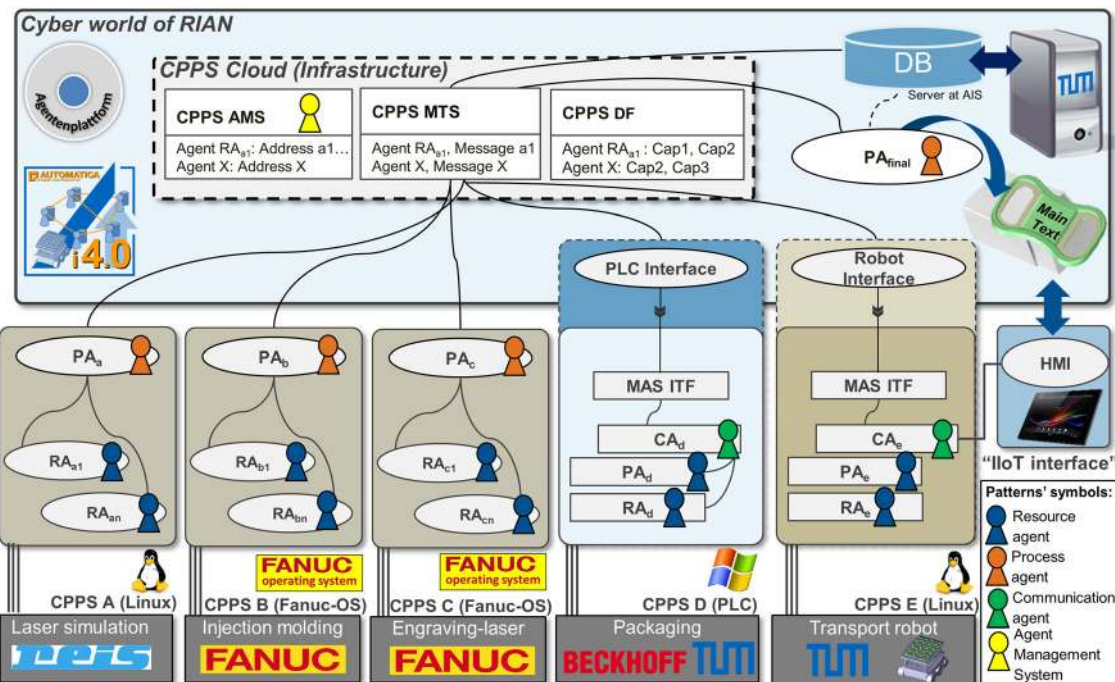 Cyber world of RIAN
Agentenplattform
AUTOMATICA
i4.0
CPPS Cloud (Infrastructure)
CPPS AMS
Agent RAa1: Address a1...
Agent X: Address X
CPPS MTS
Agent RAa1, Message a1
Agent X, Message X
CPPS DF
Agent RAa1 : Cap1, Cap2
Agent X: Cap2, Cap3
DB
TUM
Server at AIS
PAfinal
Main
Text
PLC Interface
Robot
Interface
PAa
RAa1
RAan
PAb
RAb1
RAbn
PAc
RAc1
RAcn
MAS ITF
CAd
PAd
RAd
MAS ITF
CAe
PAe
RAe
HMI
“IIoT interface”
Patterns’ symbols:
Resource
agent
Process
agent
Communication
agent
Agent
Management
System
CPPS A (Linux)
FANUC
operating system
CPPS B (Fanuc-OS)
FANUC
operating system
CPPS C (Fanuc-OS)
CPPS D (PLC)
CPPS E (Linux)
Laser simulation
reis
Injection molding
FANUC
Engraving-laser
FANUC
Packaging
BECKHOFF TUM
Transport robot
TUM